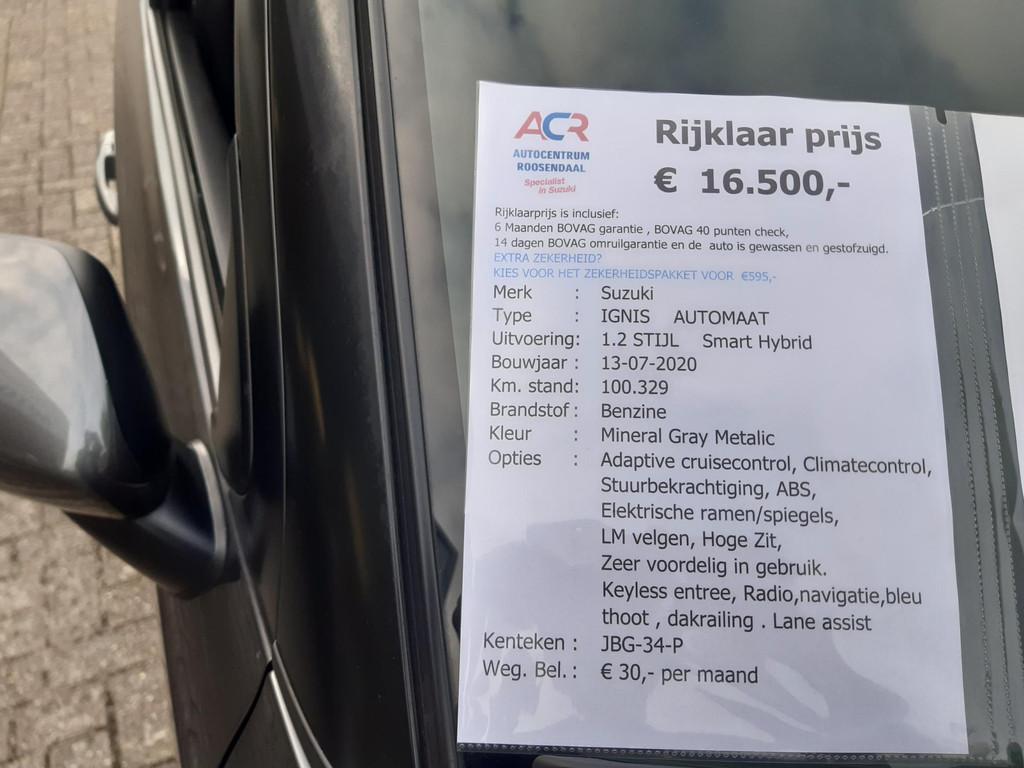 ACR
AUTOCENTRUM
ROOSENDAAL
Specialist
in Suzuki
Rijklaar prijs
€ 16.500,-
Rijklaarprijs is inclusief:
6 Maanden BOVAG garantie , BOVAG 40 punten check,
14 dagen BOVAG omruilgarantie en de auto is gewassen en gestofzuigd.
EXTRA ZEKERHEID?
KIES VOOR HET ZEKERHEIDSPAKKET VOOR €595,-
Merk : Suzuki
Type : IGNIS AUTOMAAT
Uitvoering: 1.2 STIJL Smart Hybrid
Bouwjaar : 13-07-2020
Km. stand: 100.329
Brandstof : Benzine
Kleur : Mineral Gray Metalic
Opties : Adaptive cruisecontrol, Climatecontrol,
Stuurbekrachtiging, ABS,
Elektrische ramen/spiegels,
LM velgen, Hoge Zit,
Zeer voordelig in gebruik.
Keyless entree, Radio,navigatie,bleu
thoot , dakrailing . Lane assist
Kenteken : JBG-34-P
Weg. Bel. : € 30,- per maand